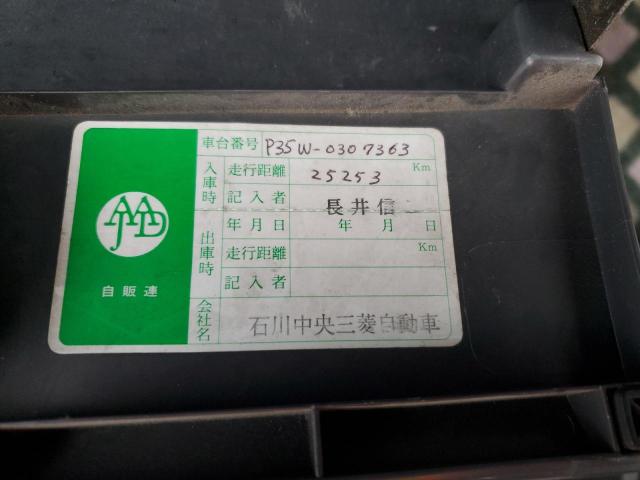 車台番号 P35W-0307363
入庫時
走行距離 25253 Km
記入者 長井信
出庫時
年月日 年 月 日
走行距離 Km
記入者
会社名 石川中央三菱自動車
JADA
自販連